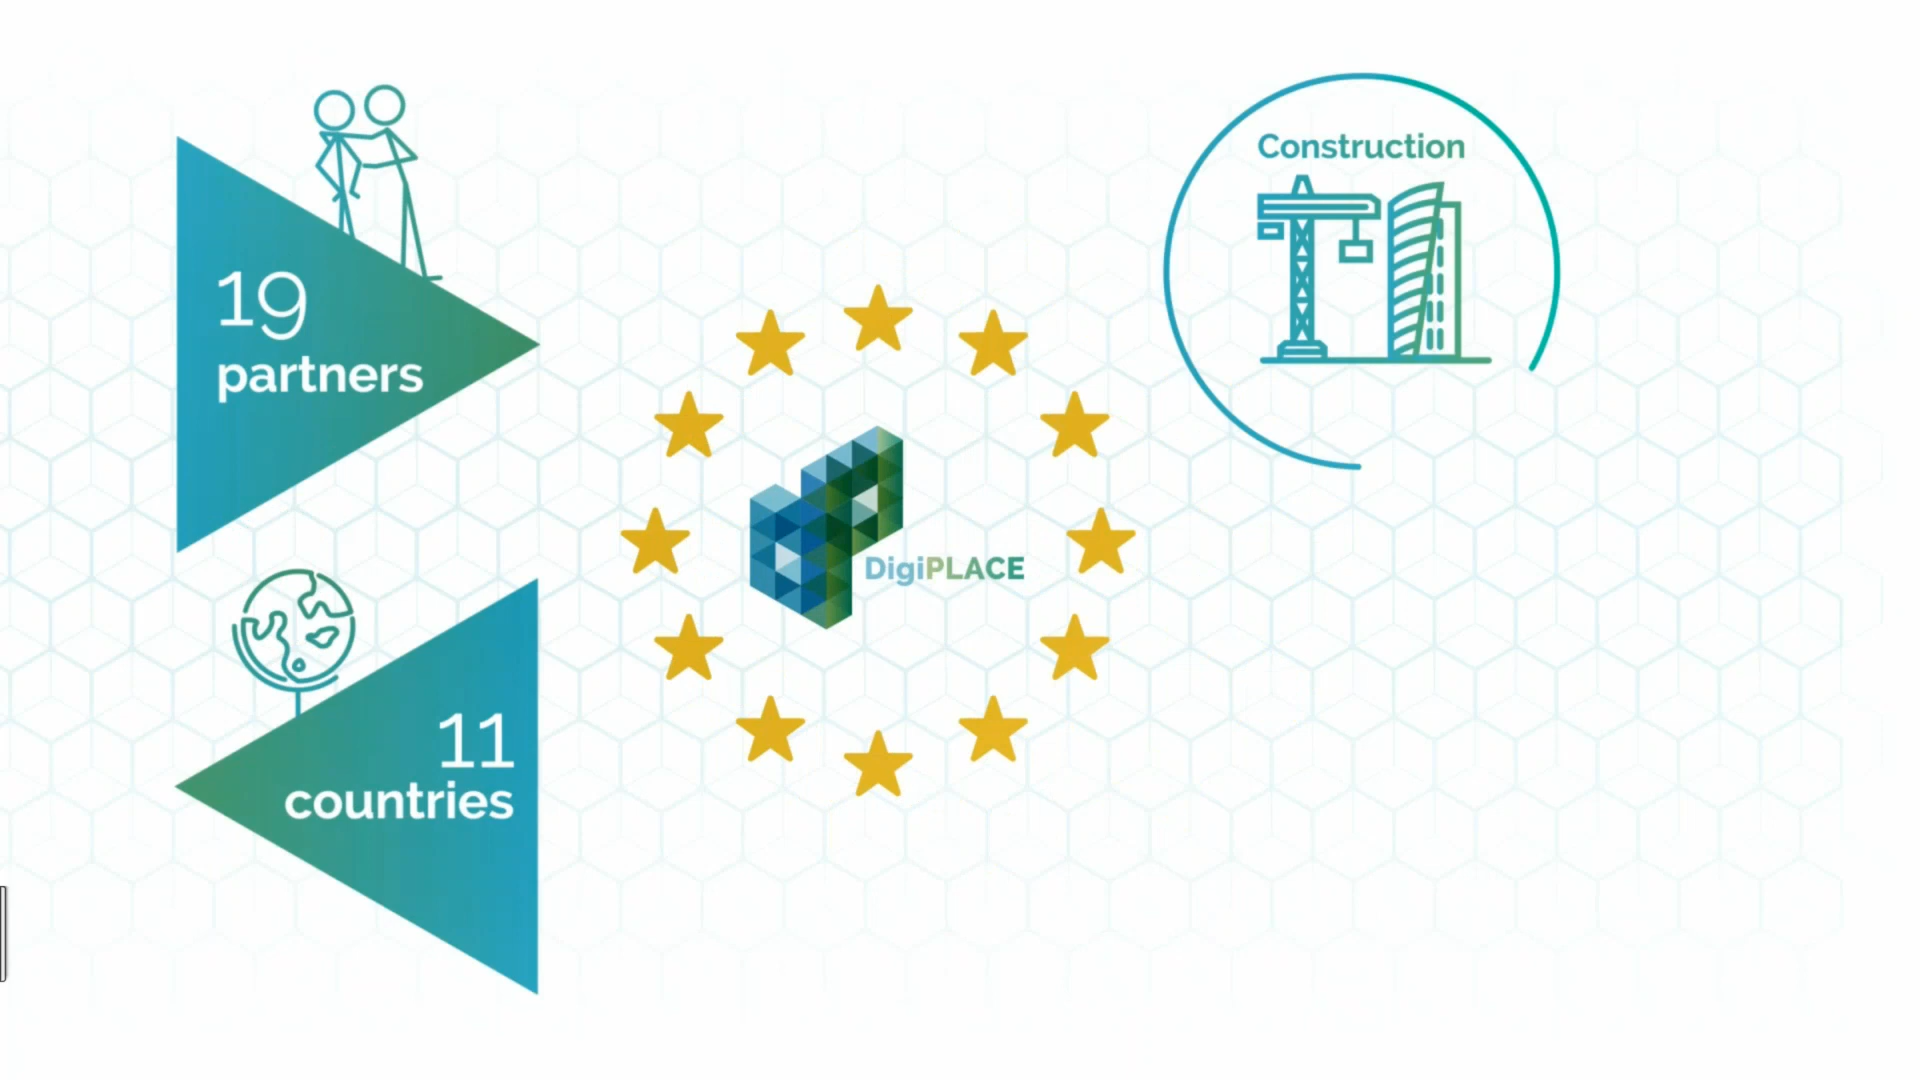 19
partners
11
countries
DigiPLACE
Construction